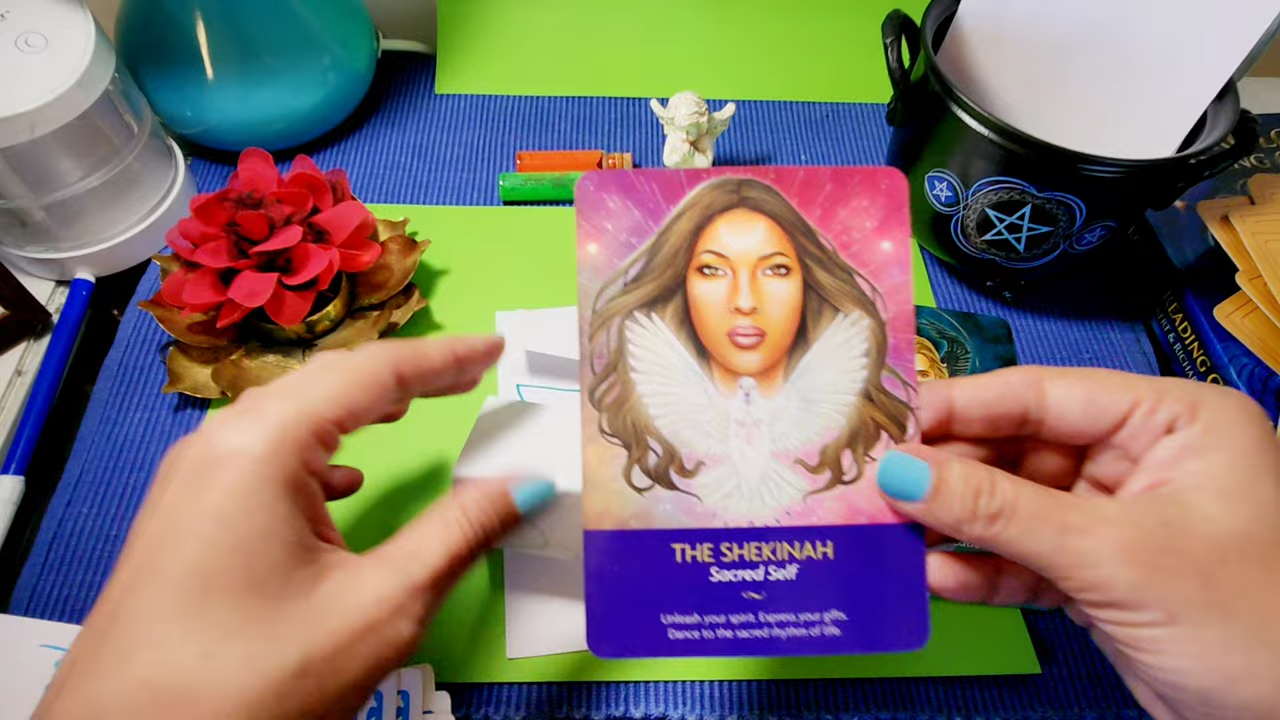 THE SHEKINAH
Sacred Self
Unleash your spirit. Express your gifts.
Dance to the sacred rhythm of life.